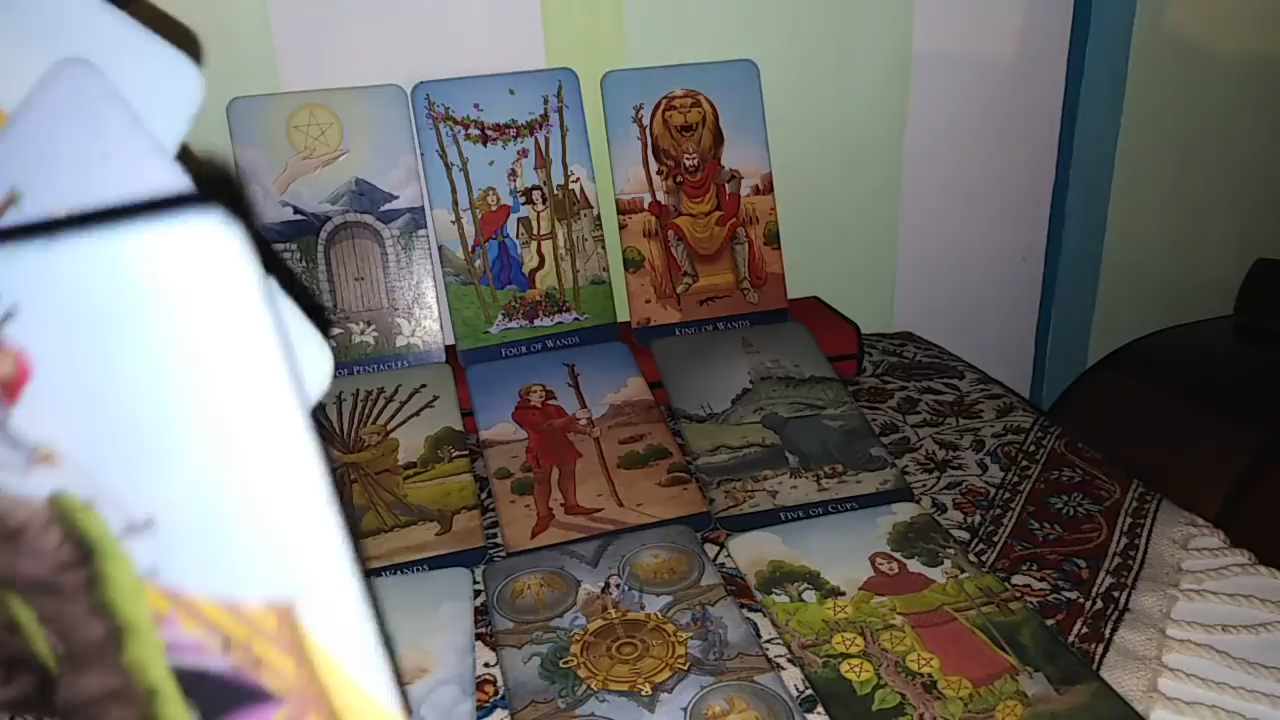 OF PENTACLES
FOUR OF WANDS
KING OF WANDS
WANDS
FIVE OF CUPS